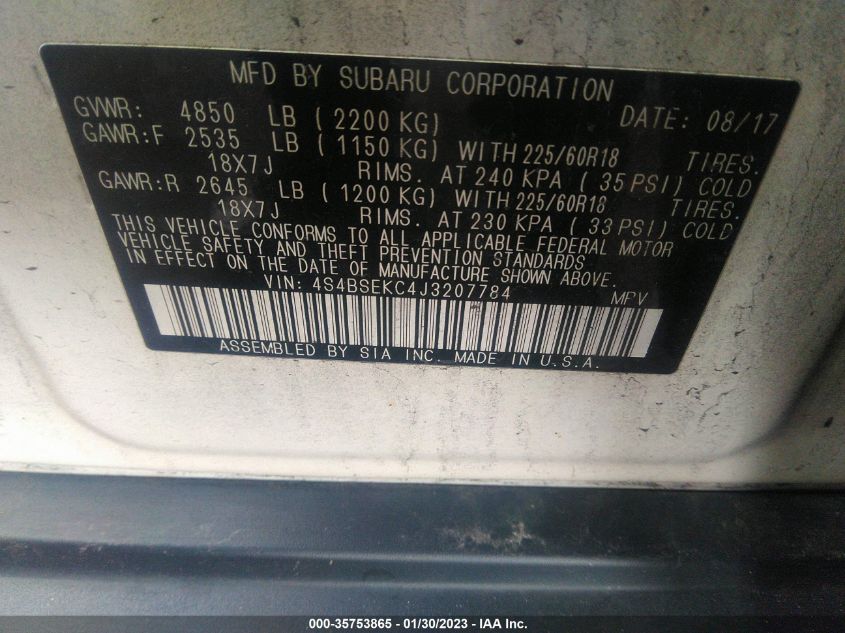 MFD BY SUBARU CORPORATION
GVWR: 4850 LB ( 2200 KG) DATE: 08/17
GAWR:F 2535 LB ( 1150 KG) WITH 225/60R18 TIRES.
18X7J RIMS. AT 240 KPA ( 35 PSI) COLD
GAWR:R 2645 LB ( 1200 KG) WITH 225/60R18 TIRES.
18X7J RIMS. AT 230 KPA ( 33 PSI) COLD
THIS VEHICLE CONFORMS TO ALL APPLICABLE FEDERAL MOTOR
VEHICLE SAFETY AND THEFT PREVENTION STANDARDS
IN EFFECT ON THE DATE OF MANUFACTURE SHOWN ABOVE.
VIN: 4S4BSEKC4J3207784 MPV
ASSEMBLED BY SIA INC. MADE IN U.S.A.
000-35753865 - 01/30/2023 - IAA Inc.